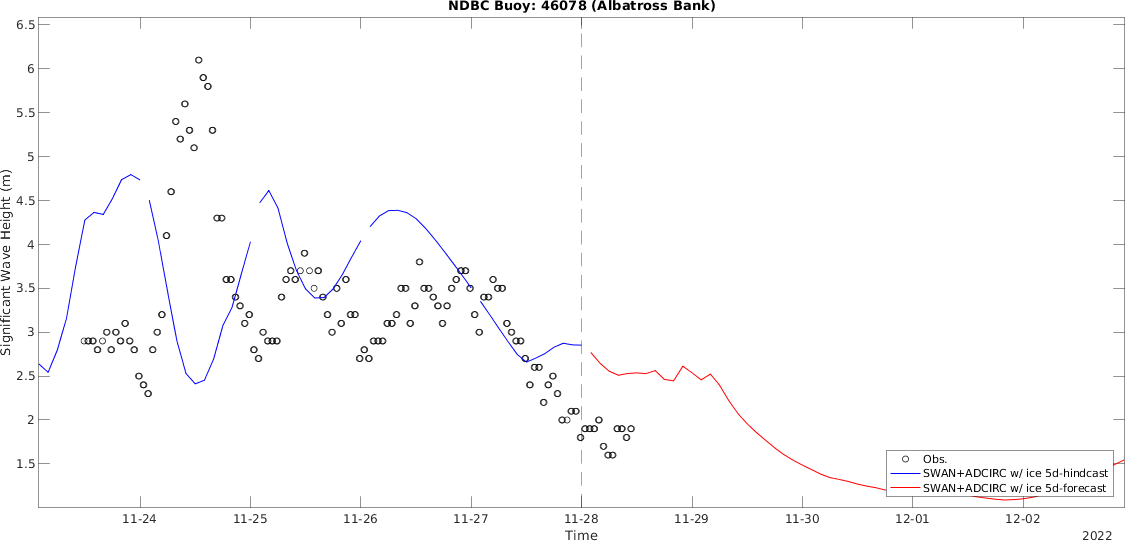 NDBC Buoy: 46078 (Albatross Bank)
6.5
6
5.5
5
4.5
4
3.5
3
2.5
2
1.5
Significant Wave Height (m)
Obs.
SWAN+ADCIRC w/ ice 5d-hindcast
SWAN+ADCIRC w/ ice 5d-forecast
11-24 11-25 11-26 11-27 11-28 11-29 11-30 12-01 12-02
Time
2022